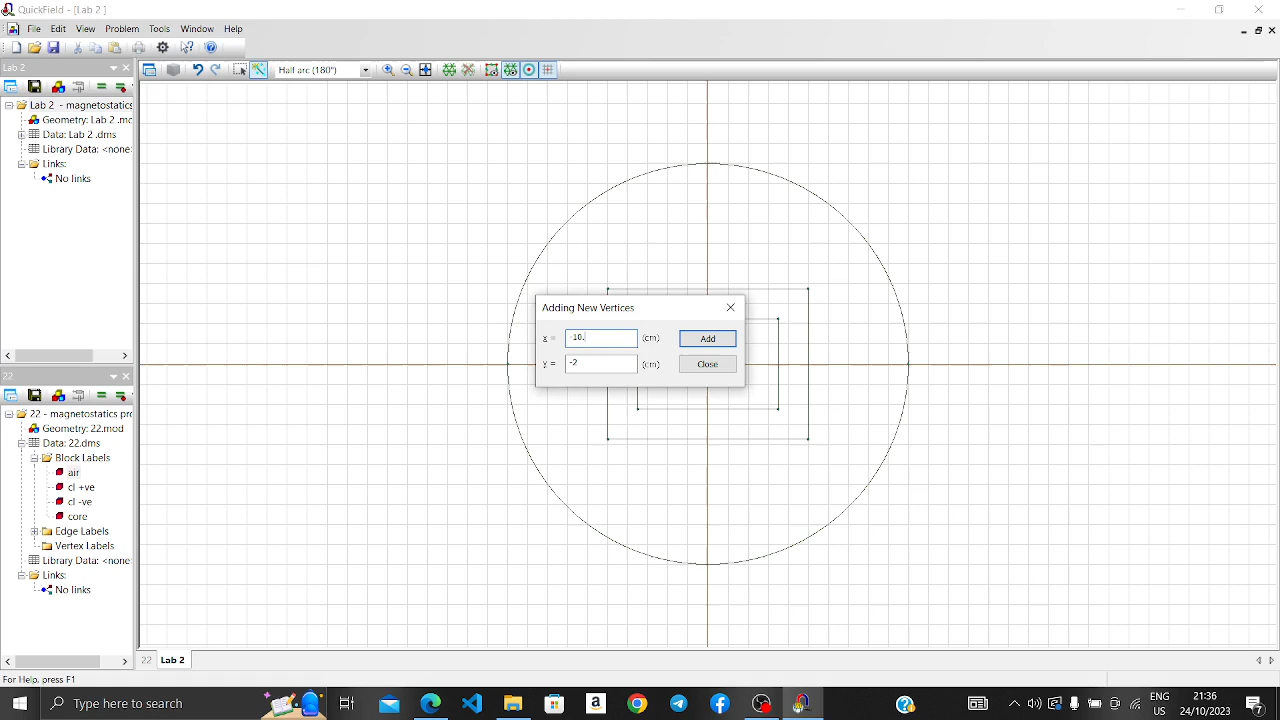 QuickField - [Lab 2 ]
File Edit View Problem Tools Window Help
Lab 2
Half arc (180°)
Lab 2 - magnetostatics
Geometry: Lab 2 .mo
Data: Lab 2 .dms
Library Data: <none>
Links:
No links
Adding New Vertices
x = -10. (cm) Add
y = -2 (cm) Close
22
22 - magnetostatics pro
Geometry: 22.mod
Data: 22.dms
Block Labels
air
cl +ve
cl -ve
core
Edge Labels
Vertex Labels
Library Data: <none>
Links:
No links
22 Lab 2
For Help, press F1
Type here to search
ENG
US
21:36
24/10/2023
7